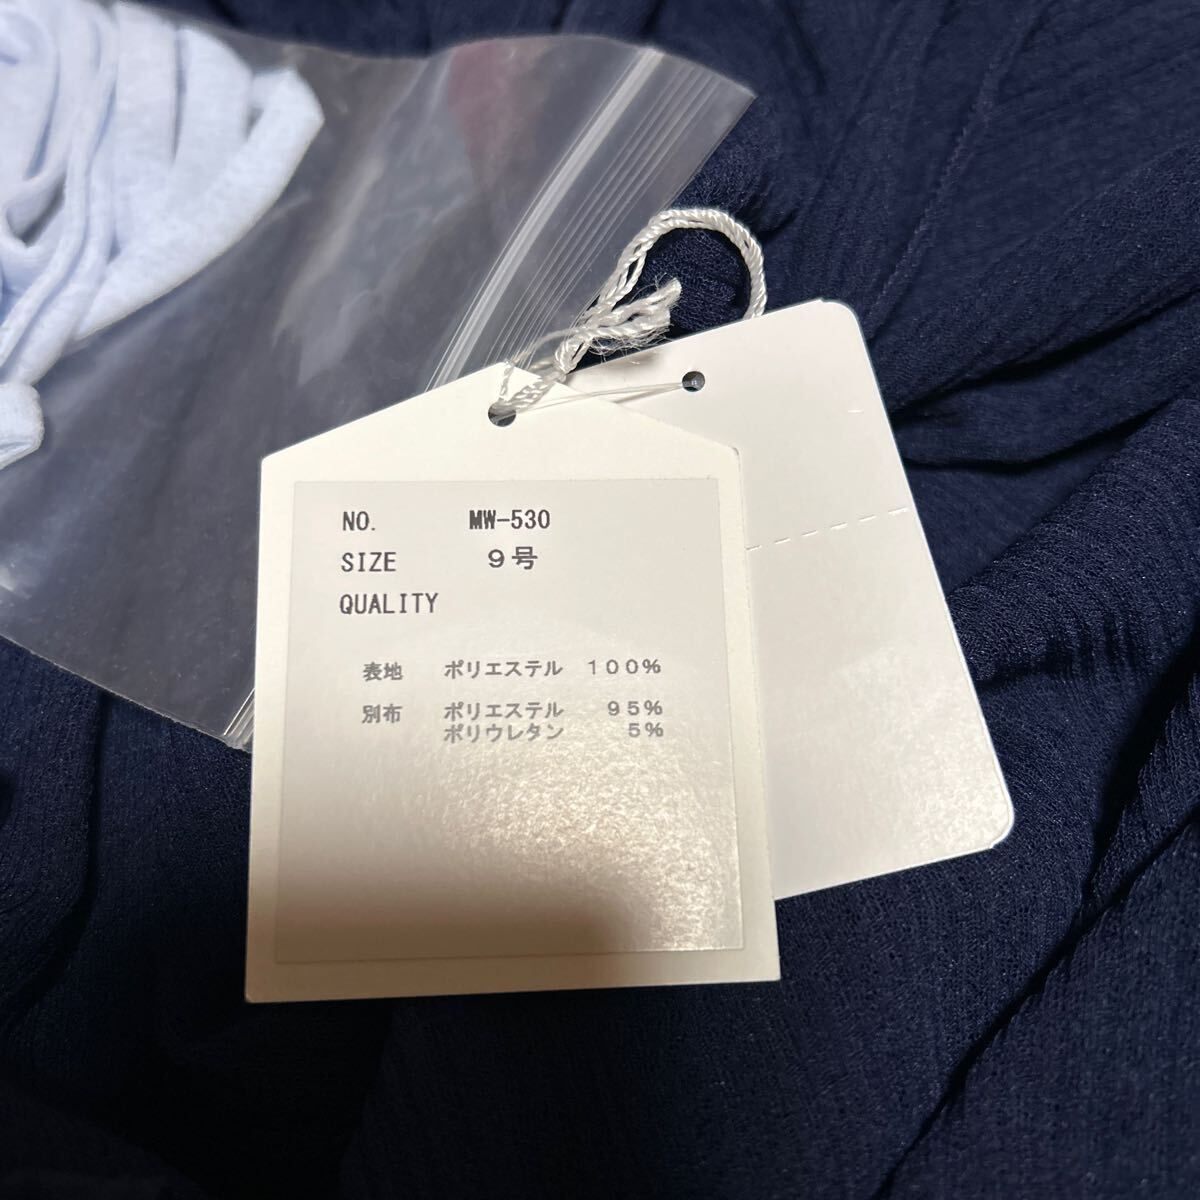 NO. MW-530
SIZE 9号
QUALITY
表地 ポリエステル 100%
別布 ポリエステル 95%
ポリウレタン 5%